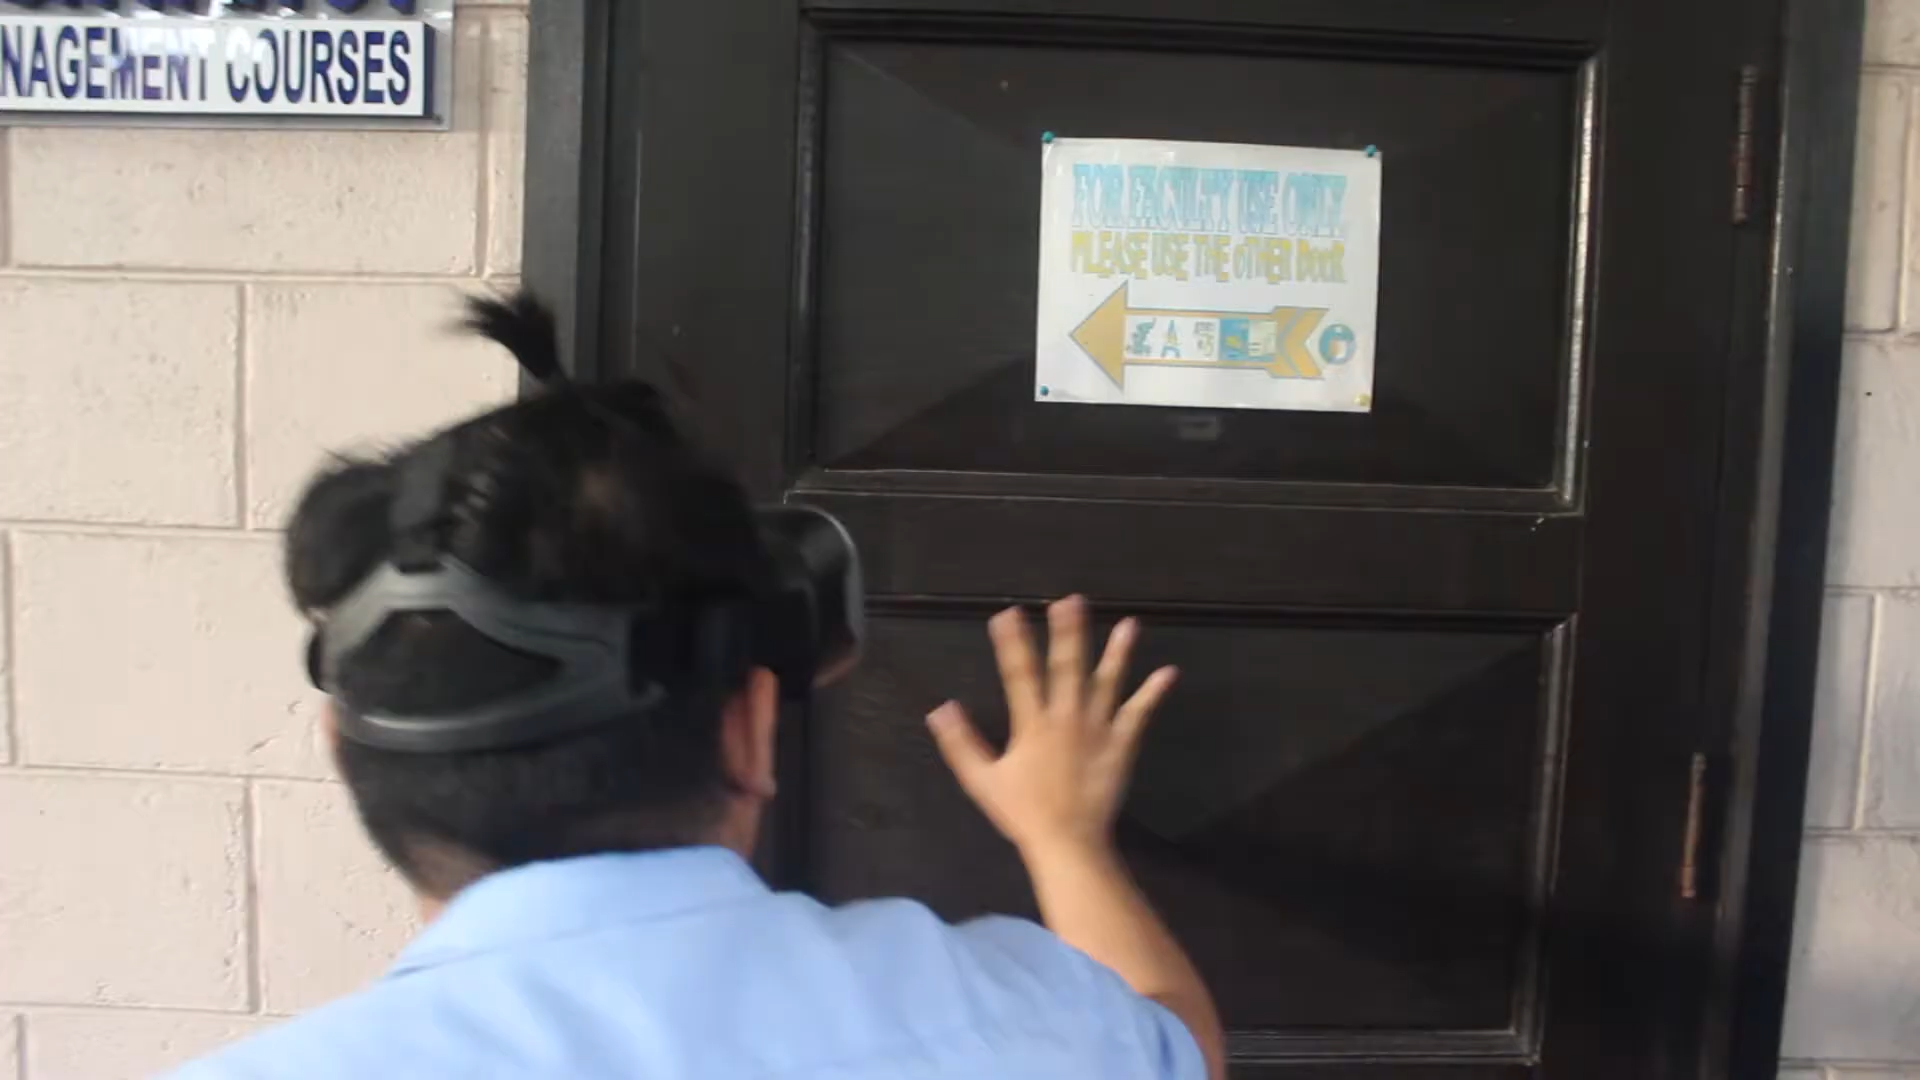 NAGEMENT COURSES
FOR FACULTY USE ONLY.
PLEASE USE THE OTHER DOOR